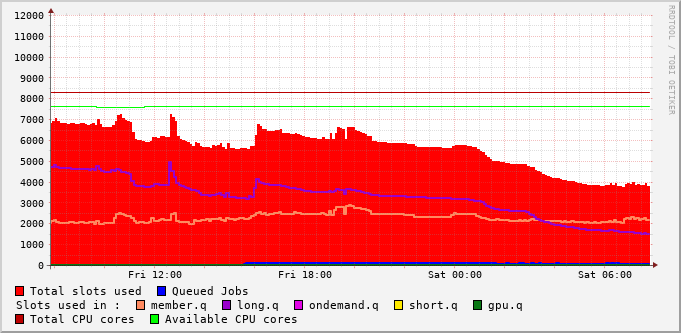 RRDTOOL / TOBI OETIKER
12000
11000
10000
9000
8000
7000
6000
5000
4000
3000
2000
1000
0
Fri 12:00 Fri 18:00 Sat 00:00 Sat 06:00
Total slots used Queued Jobs
Slots used in : member.q long.q ondemand.q short.q gpu.q
Total CPU cores Available CPU cores